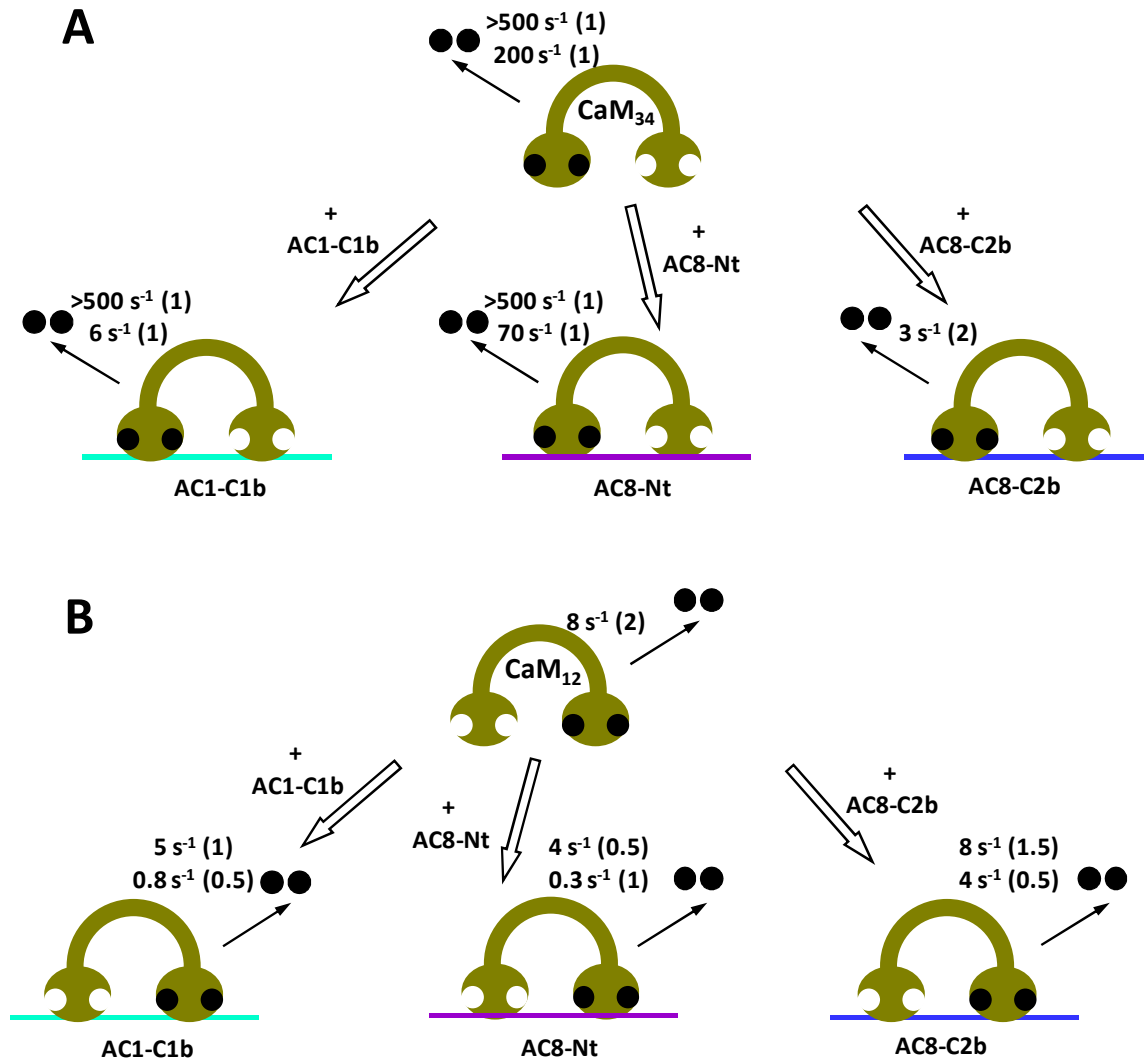 A
>500 s⁻¹ (1)
200 s⁻¹ (1)
CaM₃₄
+
AC1-C1b
+
AC8-Nt
+
AC8-C2b
>500 s⁻¹ (1)
6 s⁻¹ (1)
>500 s⁻¹ (1)
70 s⁻¹ (1)
3 s⁻¹ (2)
AC1-C1b
AC8-Nt
AC8-C2b
B
8 s⁻¹ (2)
CaM₁₂
+
AC1-C1b
+
AC8-Nt
+
AC8-C2b
5 s⁻¹ (1)
0.8 s⁻¹ (0.5)
4 s⁻¹ (0.5)
0.3 s⁻¹ (1)
8 s⁻¹ (1.5)
4 s⁻¹ (0.5)
AC1-C1b
AC8-Nt
AC8-C2b